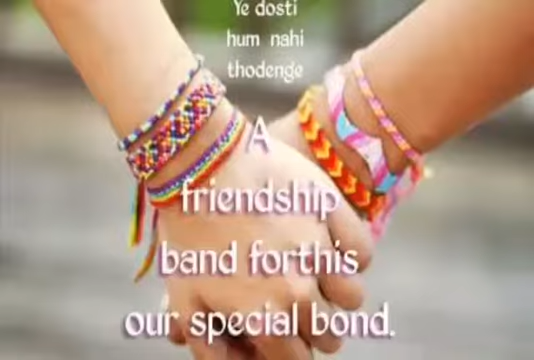 Ye dosti
hum nahi
thodenge
A
friendship
band forthis
our special bond.